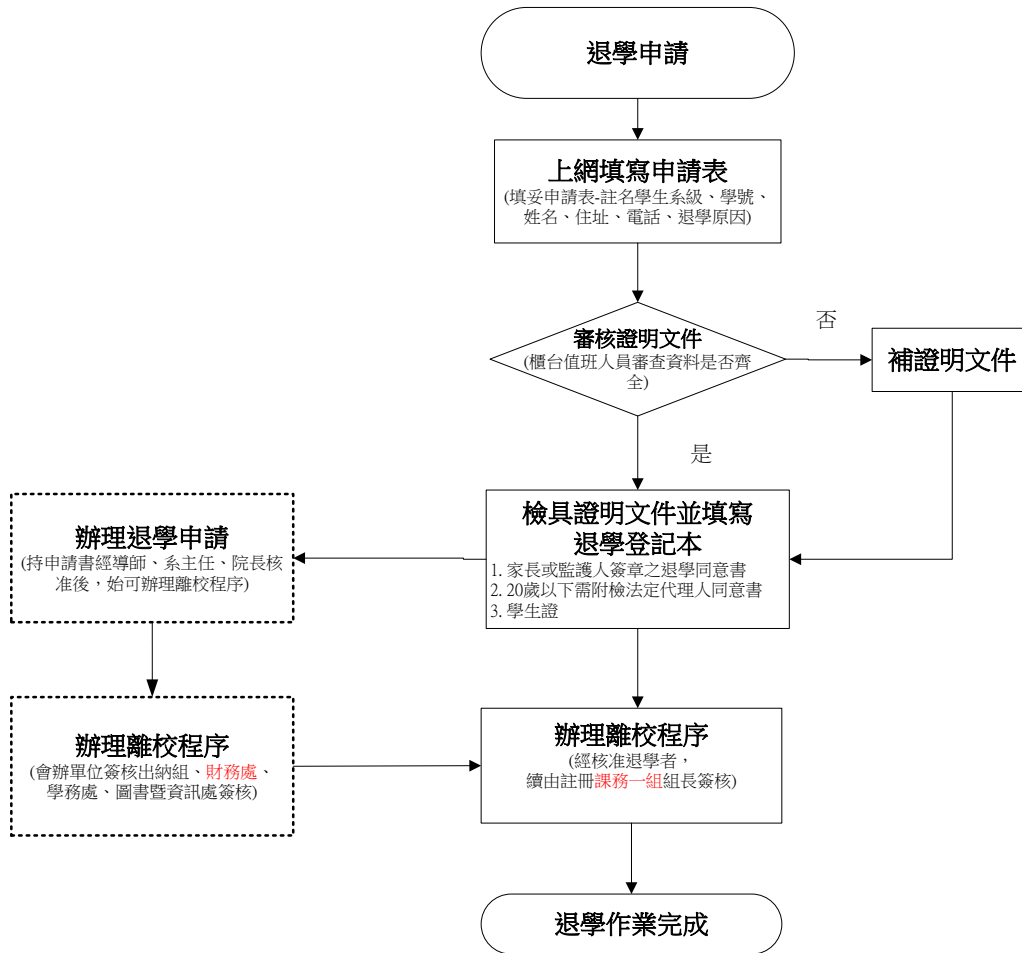 退學申請
上網填寫申請表
(填妥申請表-註名學生系級、學號、
姓名、住址、電話、退學原因)
審核證明文件
(櫃台值班人員審查資料是否齊
全)
否
補證明文件
是
檢具證明文件並填寫
退學登記本
1. 家長或監護人簽章之退學同意書
2. 20歲以下需附檢法定代理人同意書
3. 學生證
辦理退學申請
(持申請書經導師、系主任、院長核
准後，始可辦理離校程序)
辦理離校程序
(會辦單位簽核出納組、財務處、
學務處、圖書暨資訊處簽核)
辦理離校程序
(經核准退學者，
續由註冊課務一組組長簽核)
退學作業完成